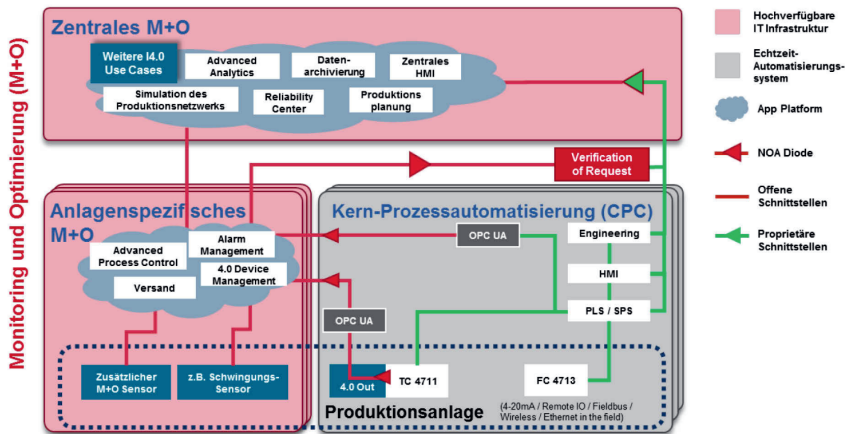 Monitoring und Optimierung (M+O)
Zentrales M+O
Weitere I4.0
Use Cases
Advanced
Analytics
Daten-
archivierung
Zentrales
HMI
Simulation des
Produktionsnetzwerks
Reliability
Center
Produktions
planung
Verification
of Request
Anlagenspezifisches
M+O
Advanced
Process Control
Alarm
Management
Versand
4.0 Device
Management
Zusätzlicher
M+O Sensor
z.B. Schwingungs-
Sensor
Kern-Prozessautomatisierung (CPC)
OPC UA
Engineering
HMI
OPC UA
PLS / SPS
4.0 Out
TC 4711
FC 4713
Produktionsanlage
(4-20mA / Remote IO / Fieldbus /
Wireless / Ethernet in the field)
Hochverfügbare
IT Infrastruktur
Echtzeit-
Automatisierungs-
system
App Platform
NOA Diode
Offene
Schnittstellen
Proprietäre
Schnittstellen